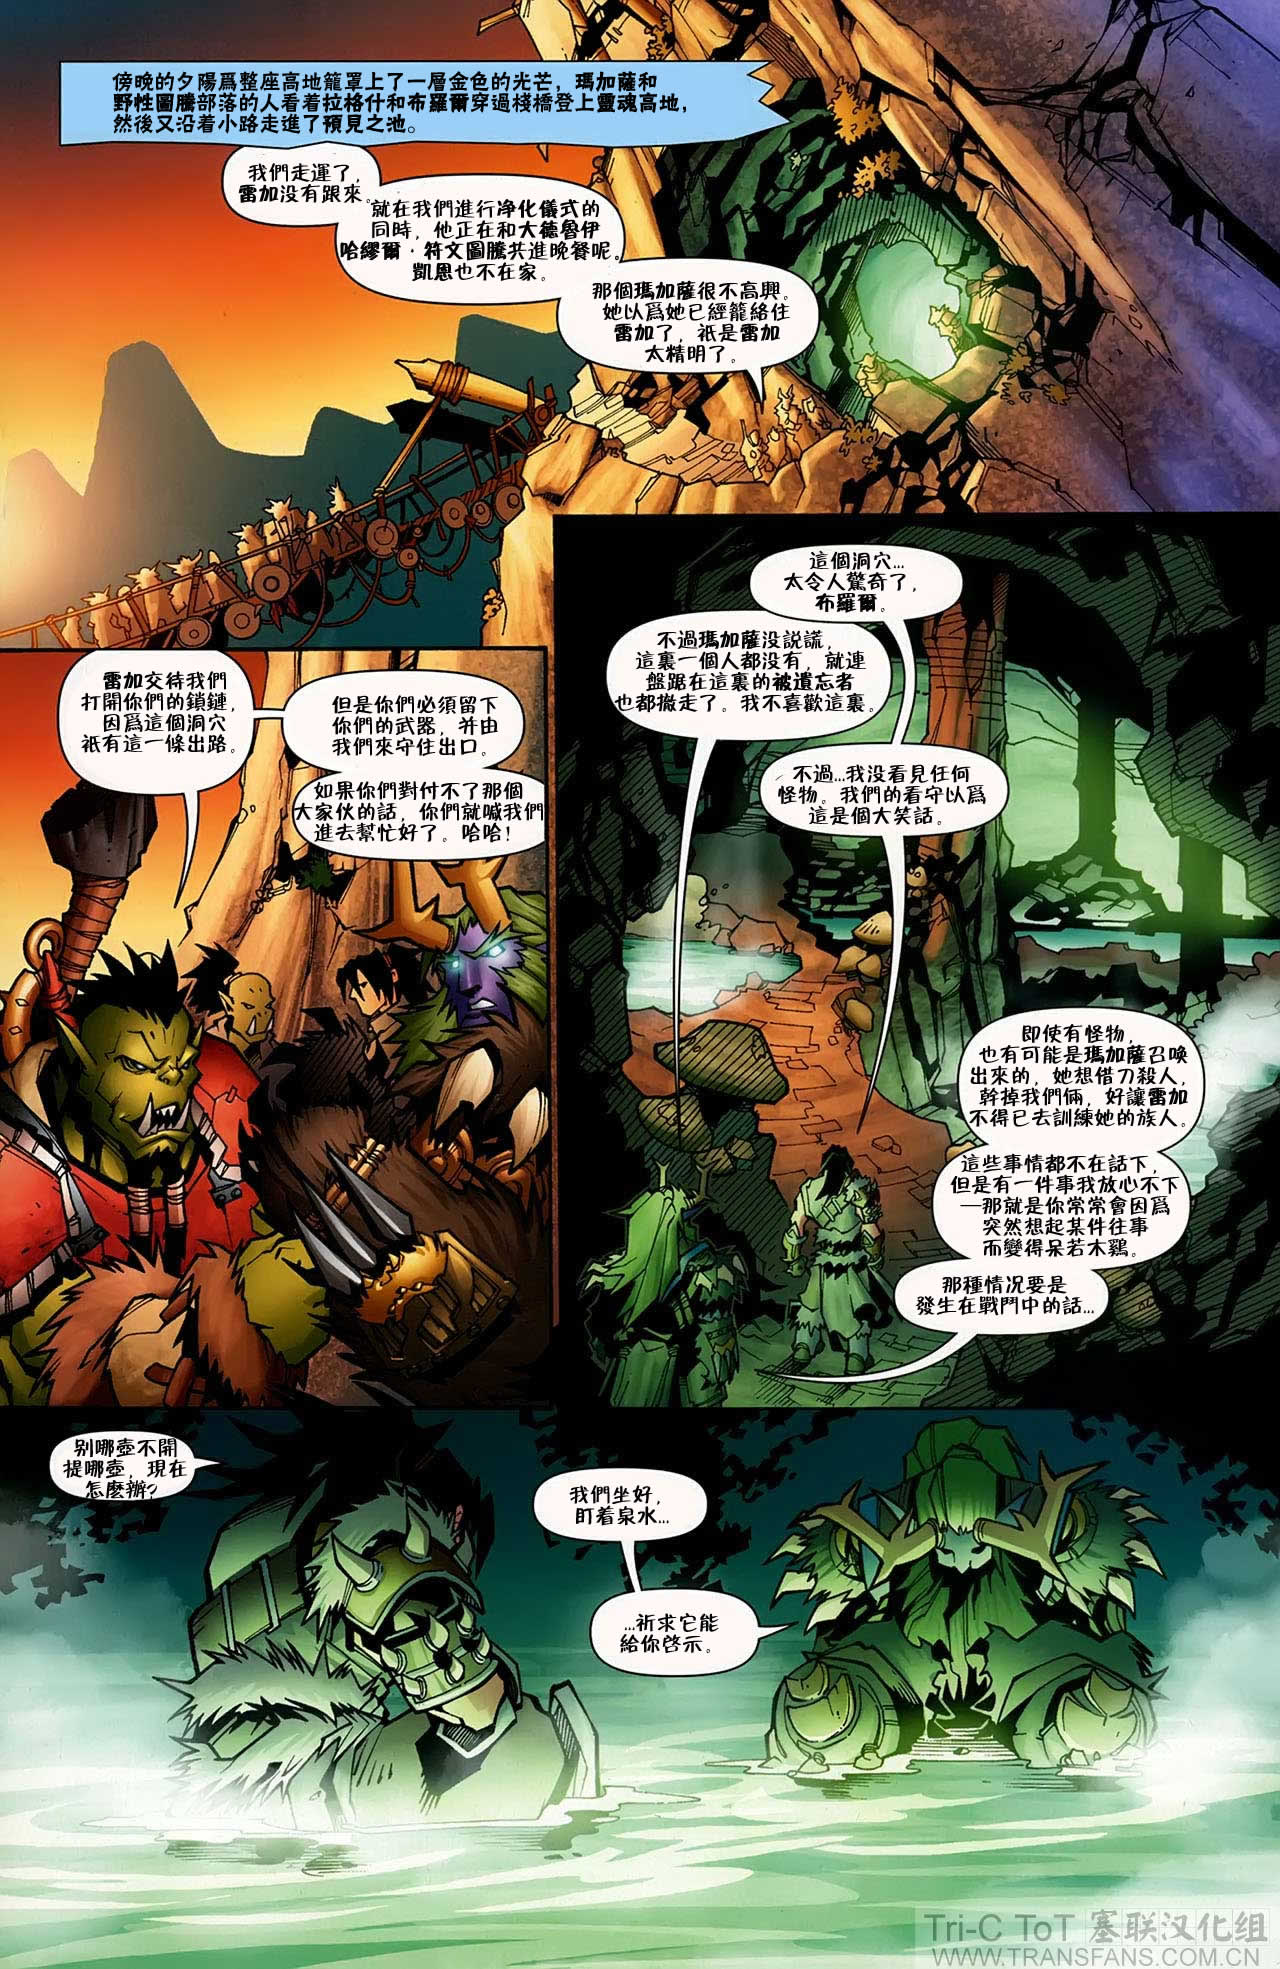 傍晚的夕陽爲整座高地籠罩上了一層金色的光芒，瑪加薩和
野性圖騰部落的人看着拉格什和布羅爾穿過棧橋登上靈魂高地，
然後又沿着小路走進了預見之池。
我們走運了，
雷加没有跟來。
就在我們進行净化儀式的
同時，他正在和大德魯伊
哈繆爾·符文圖騰共進晚餐呢。
凱恩也不在家。
那個瑪加薩很不高興。
她以爲她已經籠絡住
雷加了，衹是雷加
太精明了。
雷加交待我們
打開你們的鎖鏈，
因爲這個洞穴
衹有這一條出路。
但是你們必須留下
你們的武器，并由
我們來守住出口。
如果你們對付不了那個
大家伙的話，你們就喊我們
進去幫忙好了。哈哈！
這個洞穴...
太令人驚奇了，
布羅爾。
不過瑪加薩没説謊，
這裏一個人都没有，就連
盤踞在這裏的被遺忘者
也都撤走了。我不喜歡這裏。
不過...我没看見任何
怪物。我們的看守以爲
這是個大笑話。
即使有怪物，
也有可能是瑪加薩召唤
出來的，她想借刀殺人，
幹掉我們倆，好讓雷加
不得已去訓練她的族人。
這些事情都不在話下，
但是有一件事我放心不下
—那就是你常常會因爲
突然想起某件往事
而變得呆若木鷄。
那種情况要是
發生在戰鬥中的話...
别哪壺不開
提哪壺，現在
怎麽辦？
我們坐好，
盯着泉水...
...祈求它能
給你啓示。
Tri-C ToT 塞联汉化组
WWW.TRANSFANS.COM.CN